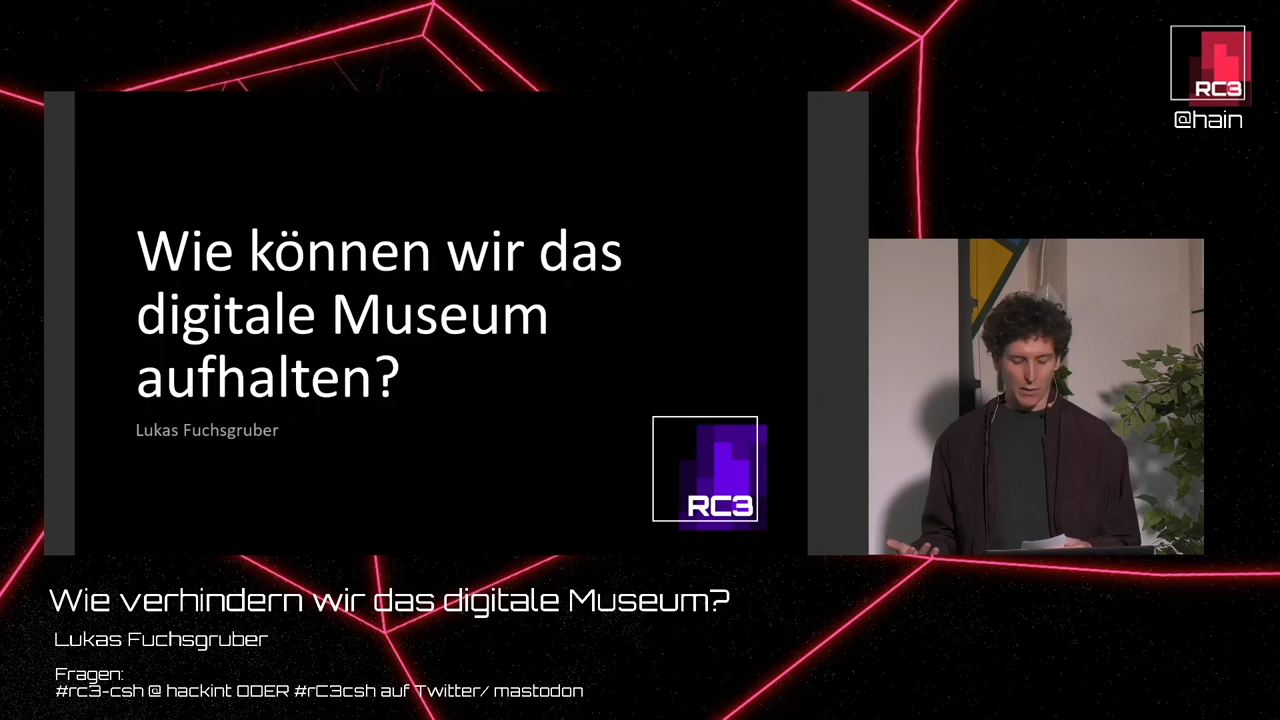 RC3
@hain
Wie können wir das
digitale Museum
aufhalten?
Lukas Fuchsgruber
RC3
Wie verhindern wir das digitale Museum?
Lukas Fuchsgruber
Fragen:
#rc3-csh @ hackint ODER #rC3csh auf Twitter/ mastodon